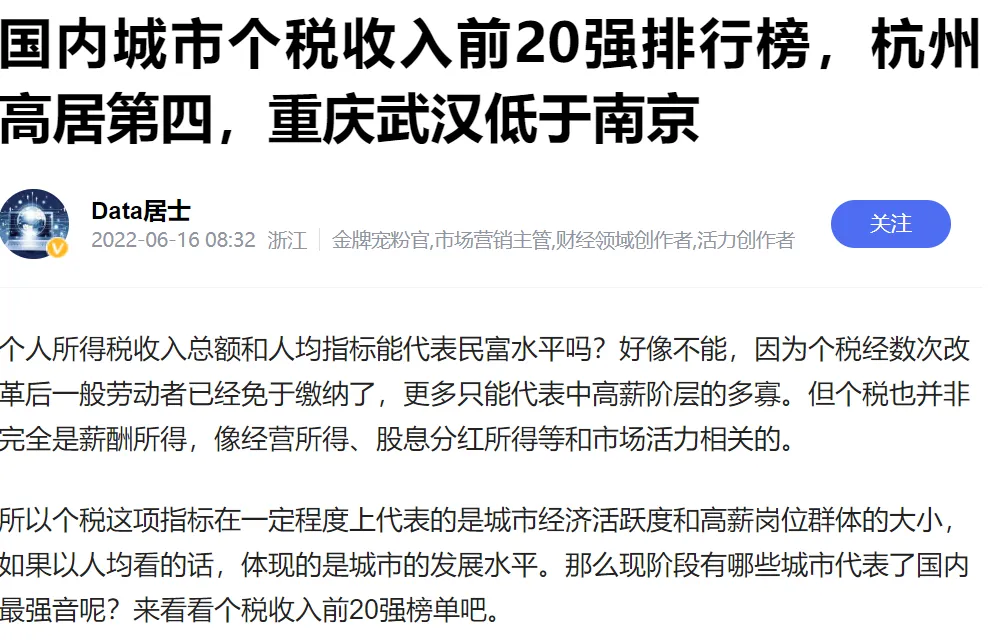 国内城市个税收入前20强排行榜，杭州
高居第四，重庆武汉低于南京
Data居士
2022-06-16 08:32 浙江 金牌宠粉官,市场营销主管,财经领域创作者,活力创作者
关注
个人所得税收入总额和人均指标能代表民富水平吗？好像不能，因为个税经数次改
革后一般劳动者已经免于缴纳了，更多只能代表中高薪阶层的多寡。但个税也并非
完全是薪酬所得，像经营所得、股息分红所得等和市场活力相关的。
所以个税这项指标在一定程度上代表的是城市经济活跃度和高薪岗位群体的大小，
如果以人均看的话，体现的是城市的发展水平。那么现阶段有哪些城市代表了国内
最强音呢？来看看个税收入前20强榜单吧。